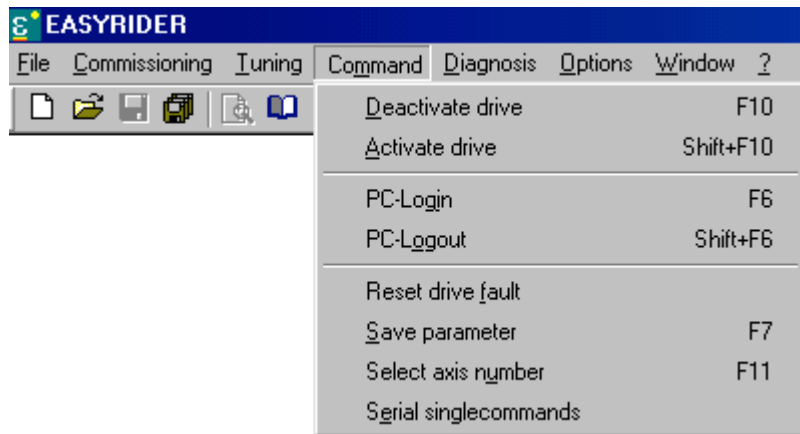 EASYRIDER
File Commissioning Tuning Command Diagnosis Options Window ?
Deactivate drive F10
Activate drive Shift+F10
PC-Login F6
PC-Logout Shift+F6
Reset drive fault
Save parameter F7
Select axis number F11
Serial singlecommands